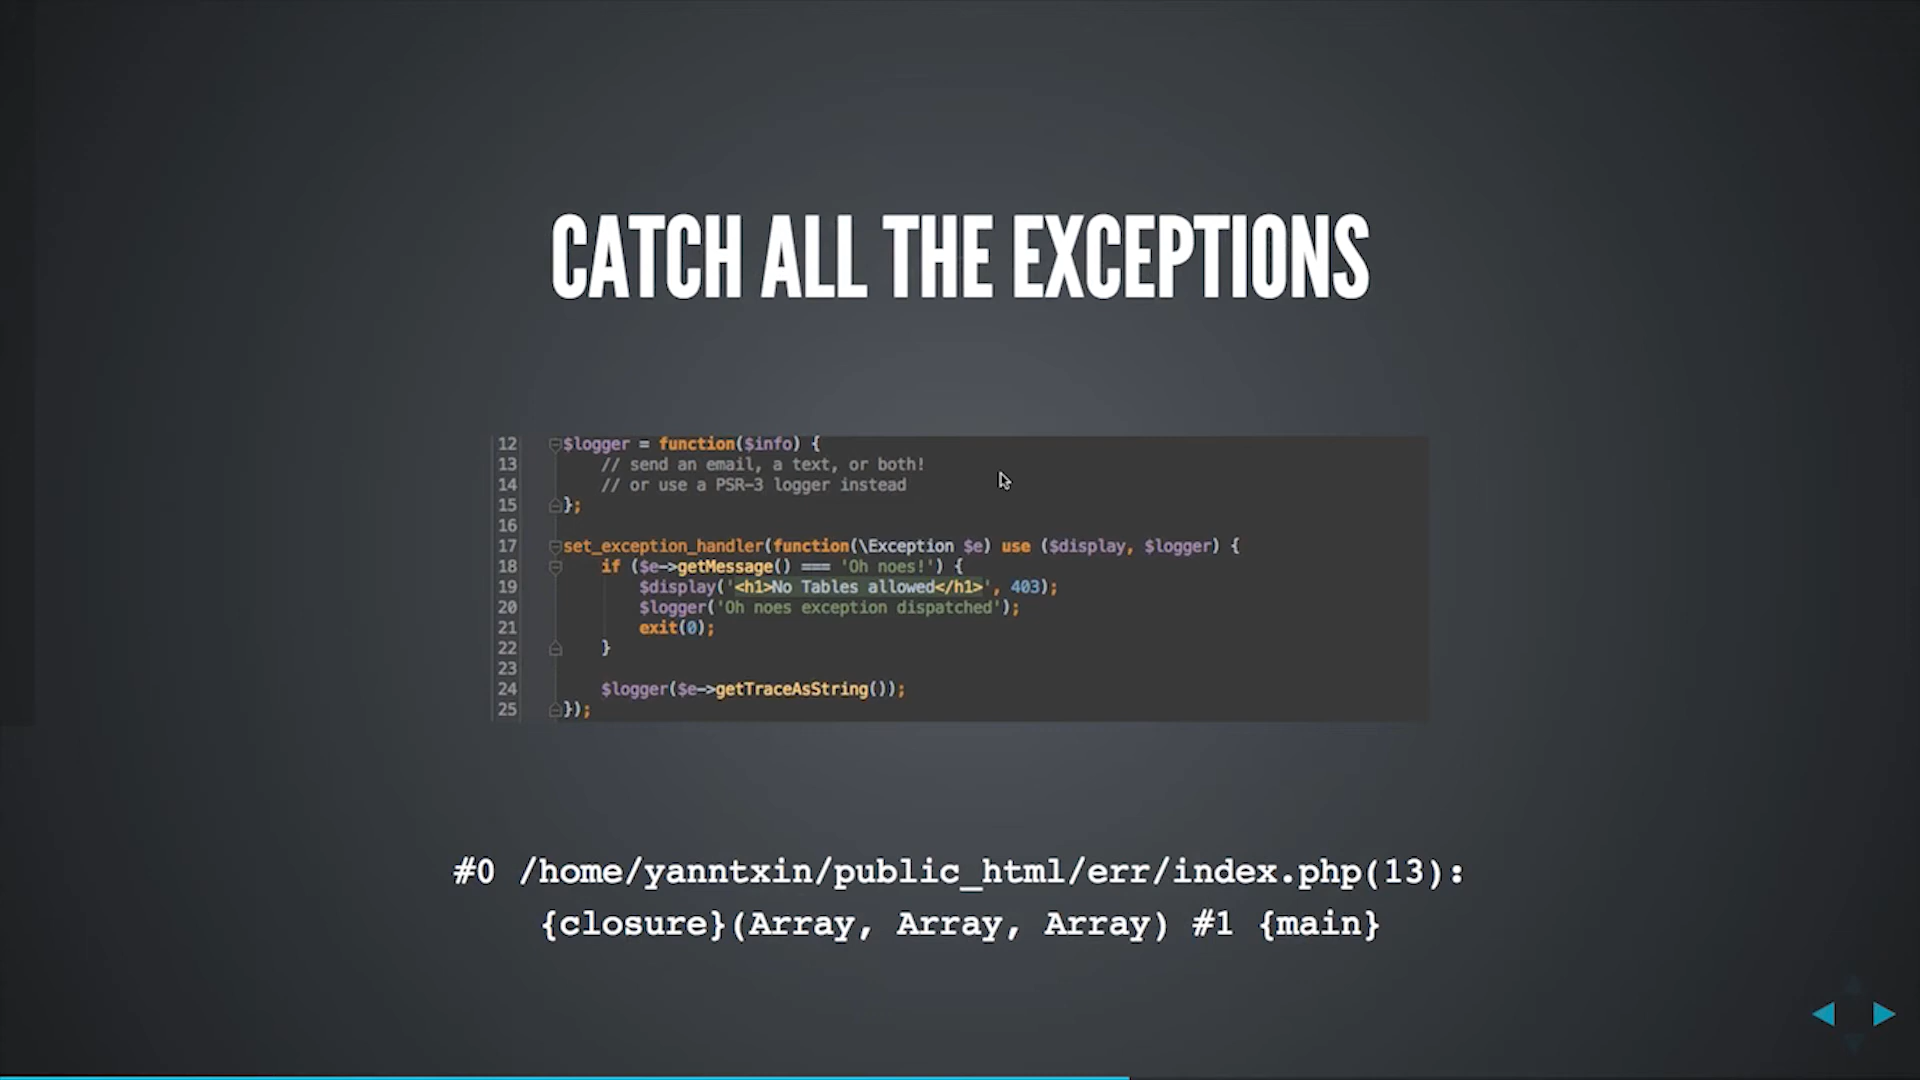 CATCH ALL THE EXCEPTIONS
12 $logger = function($info) {
13 // send an email, a text, or both!
14 // or use a PSR-3 logger instead
15 };
16
17 set_exception_handler(function(\Exception $e) use ($display, $logger) {
18 if ($e->getMessage() === 'Oh noes!') {
19 $display('<h1>No Tables allowed</h1>', 403);
20 $logger('Oh noes exception dispatched');
21 exit(0);
22 }
23
24 $logger($e->getTraceAsString());
25 });
#0 /home/yanntxin/public_html/err/index.php(13):
{closure}(Array, Array, Array) #1 {main}